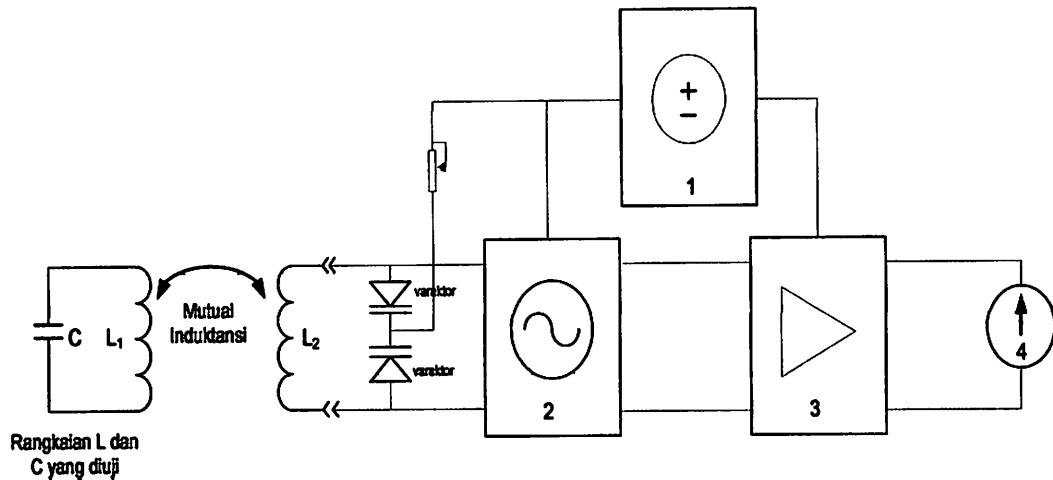 +
−
1
varaktor
C
L₁
Mutual
Induktansi
L₂
varaktor
2
3
4
Rangkaian L dan
C yang diuji